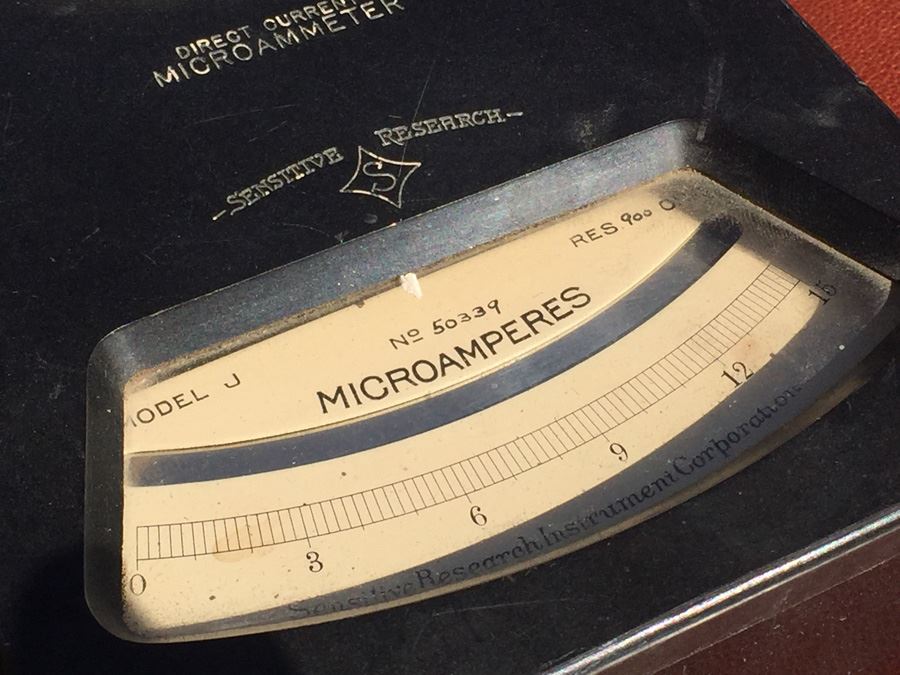 DIRECT CURRENT
MICROAMMETER
-SENSITIVE RESEARCH-
S
RES. 900
Nº 50339
MICROAMPERES
MODEL J
0 3 6 9 12 15
Sensitive Research Instrument Corporation